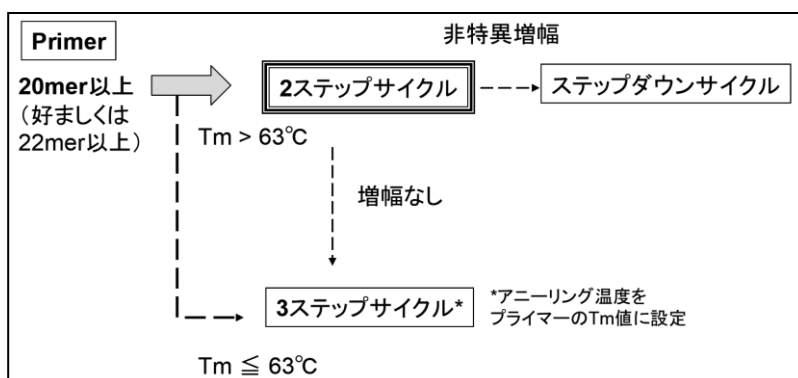 Primer
20mer以上
（好ましくは
22mer以上）
Tm > 63℃
2ステップサイクル
非特異増幅
ステップダウンサイクル
増幅なし
3ステップサイクル*
*アニーリング温度を
プライマーのTm値に設定
Tm ≦ 63℃